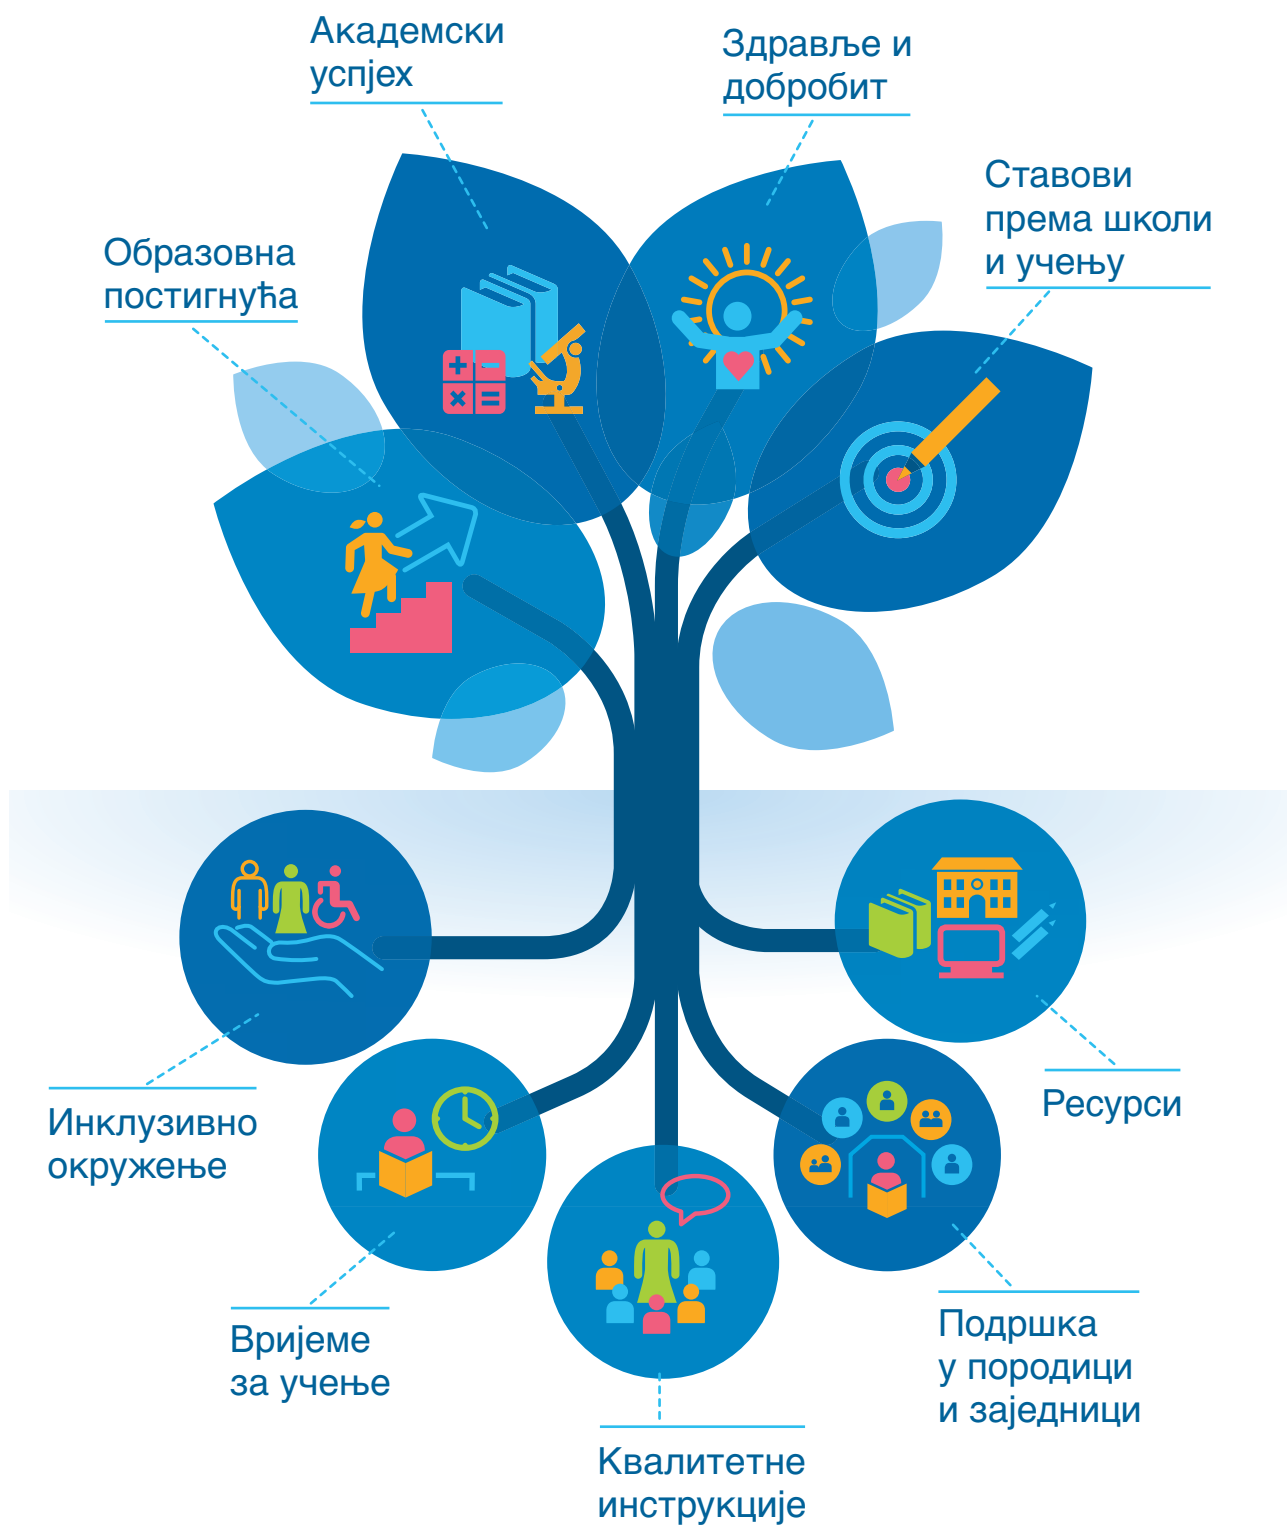 Академски
успјех
Здравље и
добробит
Ставови
према школи
и учењу
Образовна
постигнућа
Инклузивно
окружење
Ресурси
Вријеме
за учење
Подршка
у породици
и заједници
Квалитетне
инструкције